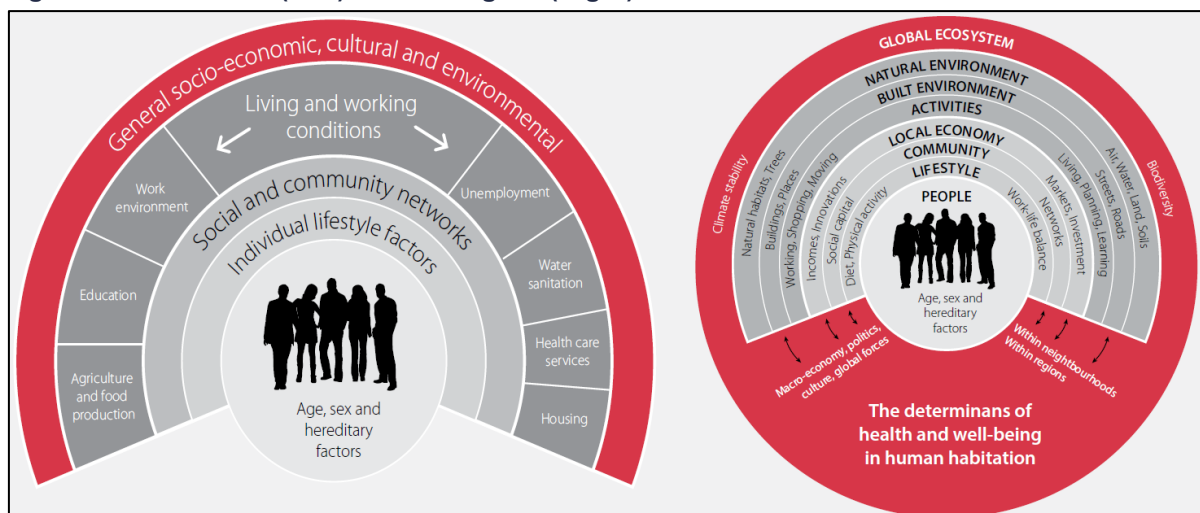 General socio-economic, cultural and environmental
Living and working
conditions
Work
environment
Education
Agriculture
and food
production
Unemployment
Water
sanitation
Health care
services
Housing
Social and community networks
Individual lifestyle factors
Age, sex and
hereditary
factors
GLOBAL ECOSYSTEM
NATURAL ENVIRONMENT
BUILT ENVIRONMENT
ACTIVITIES
LOCAL ECONOMY
COMMUNITY
LIFESTYLE
PEOPLE
Climate stability
Natural habitats, Trees
Buildings, Places
Working, Shopping, Moving
Incomes, Innovations
Social capital
Diet, Physical activity
Work-life balance
Networks
Markets, Investment
Living, Planning, Learning
Streets, Roads
Air, Water, Land, Soils
Biodiversity
Age, sex and
hereditary
factors
Macro-economy, politics,
culture, global forces
Within neighbourhoods
Within regions
The determinans of
health and well-being
in human habitation